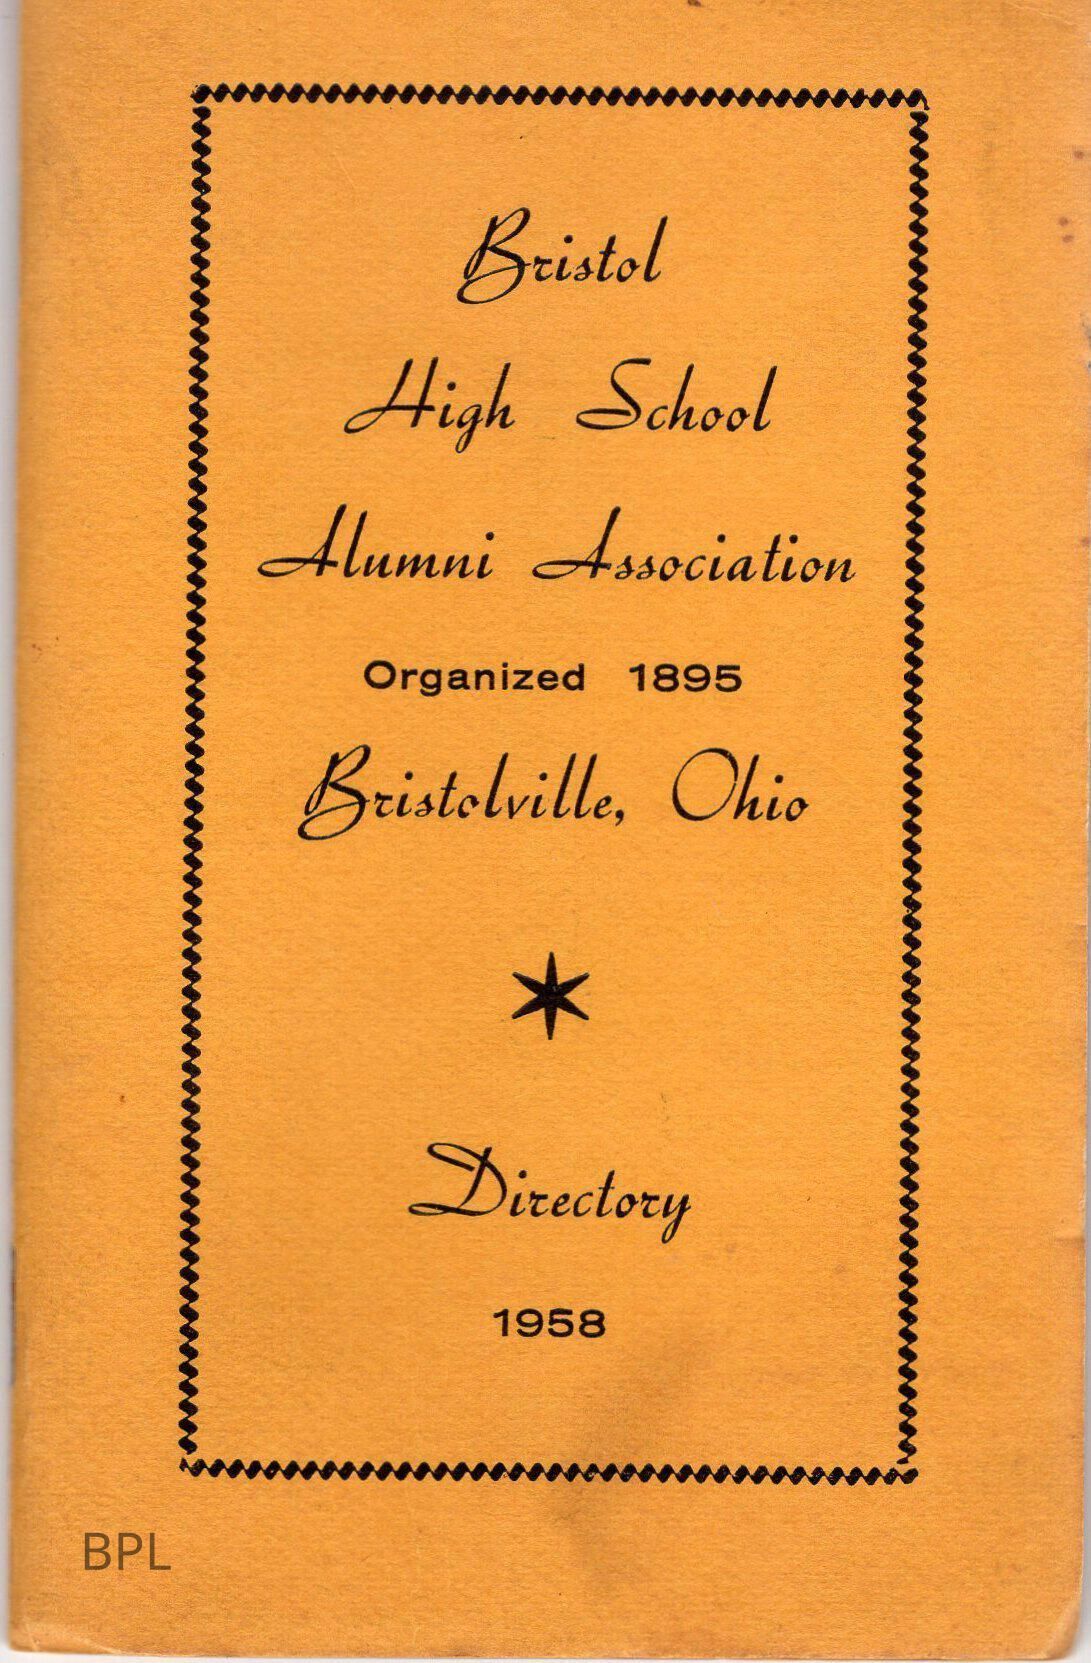 Bristol
High School
Alumni Association
Organized 1895
Bristolville, Ohio
Directory
1958
BPL